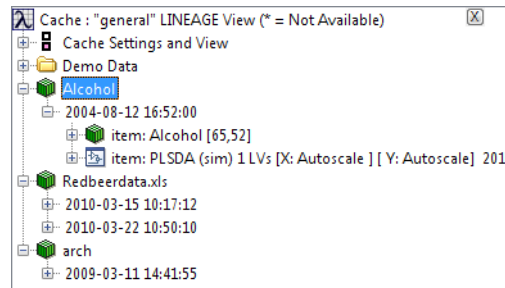 Cache : "general" LINEAGE View (* = Not Available)
Cache Settings and View
Demo Data
Alcohol
2004-08-12 16:52:00
item: Alcohol [65,52]
item: PLSDA (sim) 1 LVs [X: Autoscale ] [ Y: Autoscale] 201
Redbeerdata.xls
2010-03-15 10:17:12
2010-03-22 10:50:10
arch
2009-03-11 14:41:55